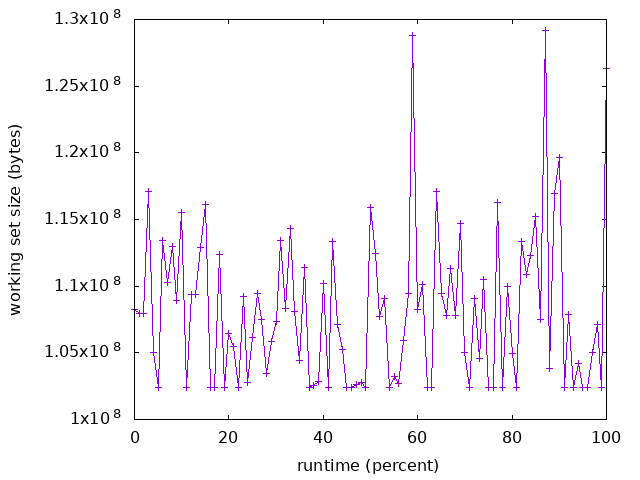 1.3x10^8
1.25x10^8
1.2x10^8
1.15x10^8
1.1x10^8
1.05x10^8
1x10^8
working set size (bytes)
0 20 40 60 80 100
runtime (percent)